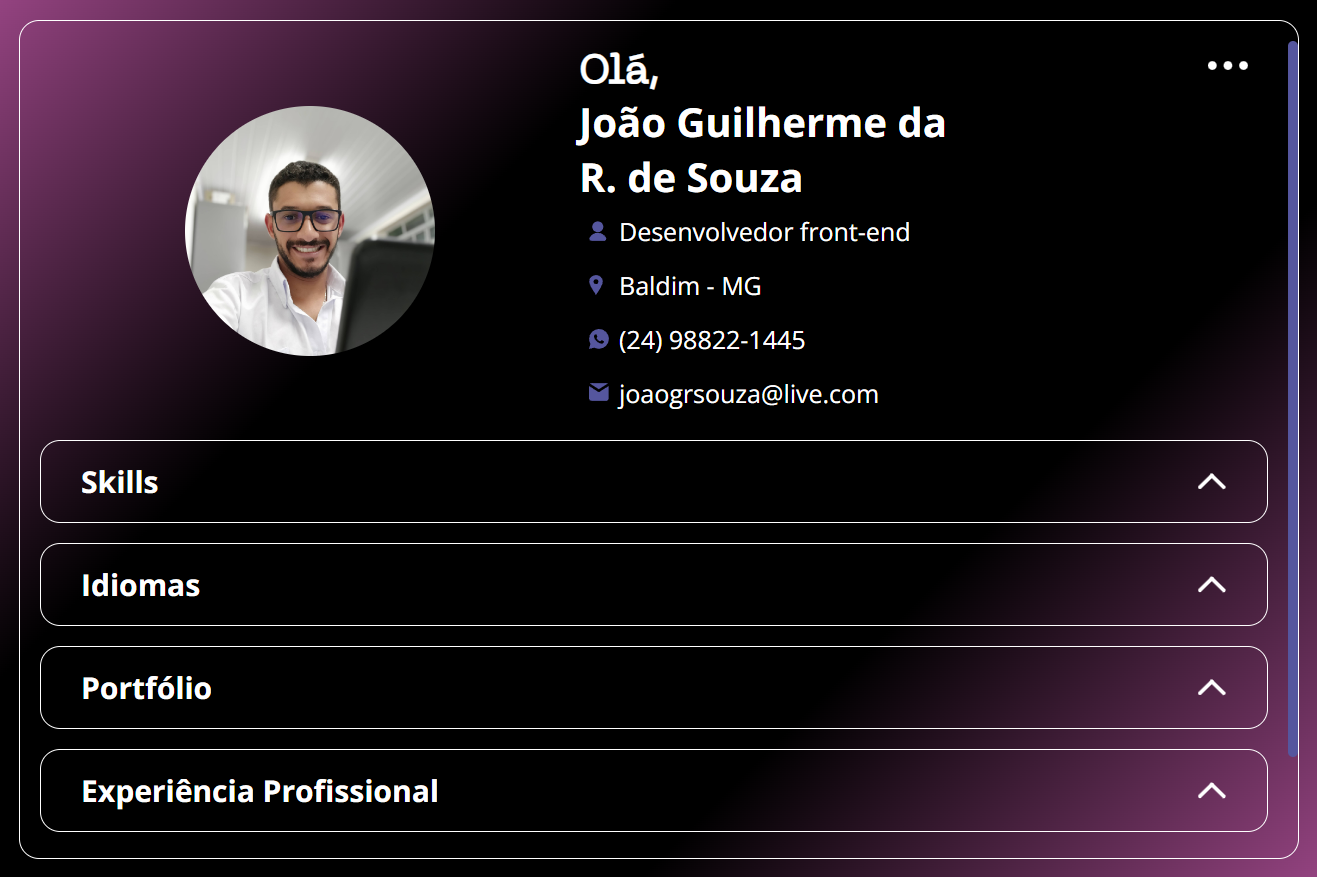 Olá,
João Guilherme da
R. de Souza
Desenvolvedor front-end
Baldim - MG
(24) 98822-1445
joaogrsouza@live.com
Skills
Idiomas
Portfólio
Experiência Profissional